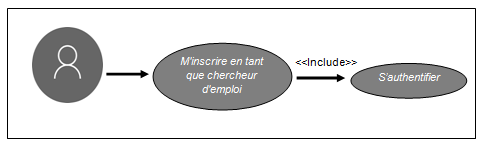 M'inscrire en tant
que chercheur
d'emploi
<<Include>>
S'authentifier